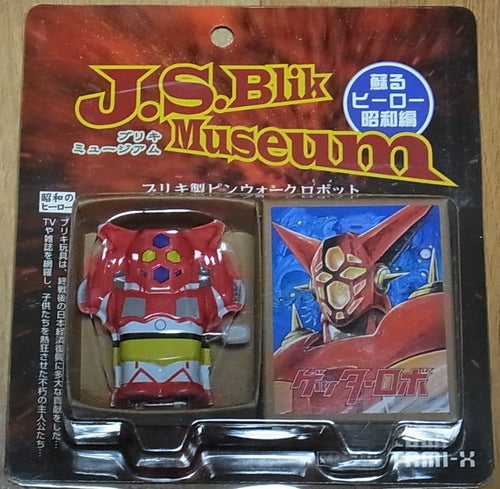 J.S.Blik
Museum
ブリキ
ミュージアム
蘇る
ヒーロー
昭和編
ブリキ製ピンウォークロボット
昭和の
ヒーロー
ブリキ玩具は、終戦後の日本経済復興に多大な貢献をした…
TVや雑誌を網羅し、子供たちを熱狂させた不朽の主人公たち…
ゲッターロボ
TAMI-X